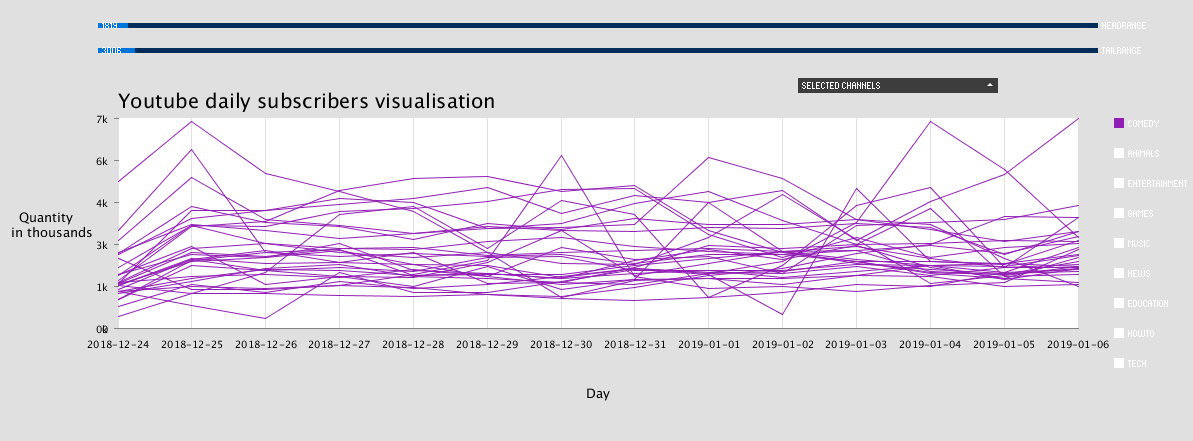 1819
HEADRANGE
3006
TAILRANGE
SELECTED CHANNELS
Youtube daily subscribers visualisation
7k
6k
4k
3k
1k
Quantity
in thousands
2018-12-24 2018-12-25 2018-12-26 2018-12-27 2018-12-28 2018-12-29 2018-12-30 2018-12-31 2019-01-01 2019-01-02 2019-01-03 2019-01-04 2019-01-05 2019-01-06
Day
COMEDY
ANIMALS
ENTERTAINMENT
GAMES
MUSIC
NEWS
EDUCATION
HOWTO
TECH